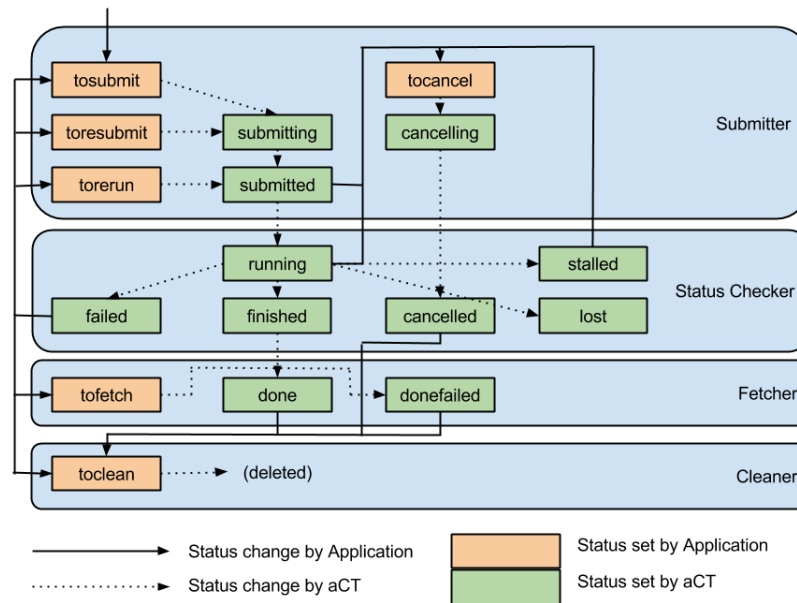 tosubmit
tocancel
toresubmit
submitting
cancelling
Submitter
torerun
submitted
running
stalled
Status Checker
failed
finished
cancelled
lost
tofetch
done
donefailed
Fetcher
toclean
(deleted)
Cleaner
Status change by Application
Status set by Application
Status change by aCT
Status set by aCT